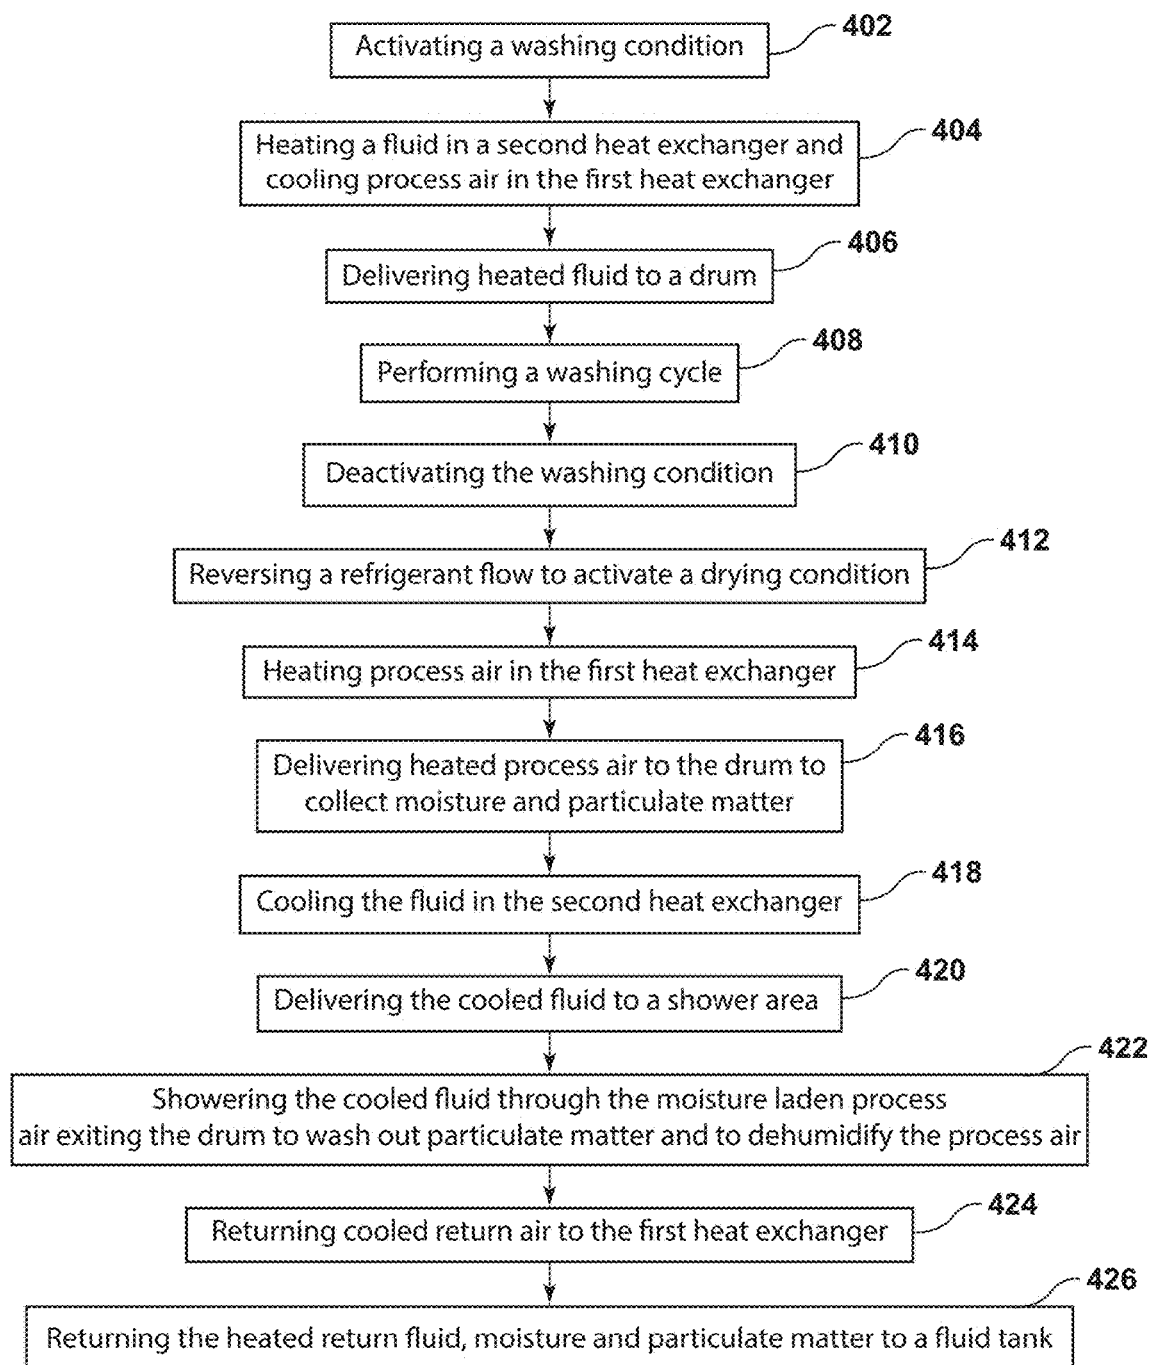 402
Activating a washing condition
404
Heating a fluid in a second heat exchanger and
cooling process air in the first heat exchanger
406
Delivering heated fluid to a drum
408
Performing a washing cycle
410
Deactivating the washing condition
412
Reversing a refrigerant flow to activate a drying condition
414
Heating process air in the first heat exchanger
416
Delivering heated process air to the drum to
collect moisture and particulate matter
418
Cooling the fluid in the second heat exchanger
420
Delivering the cooled fluid to a shower area
422
Showering the cooled fluid through the moisture laden process
air exiting the drum to wash out particulate matter and to dehumidify the process air
424
Returning cooled return air to the first heat exchanger
426
Returning the heated return fluid, moisture and particulate matter to a fluid tank